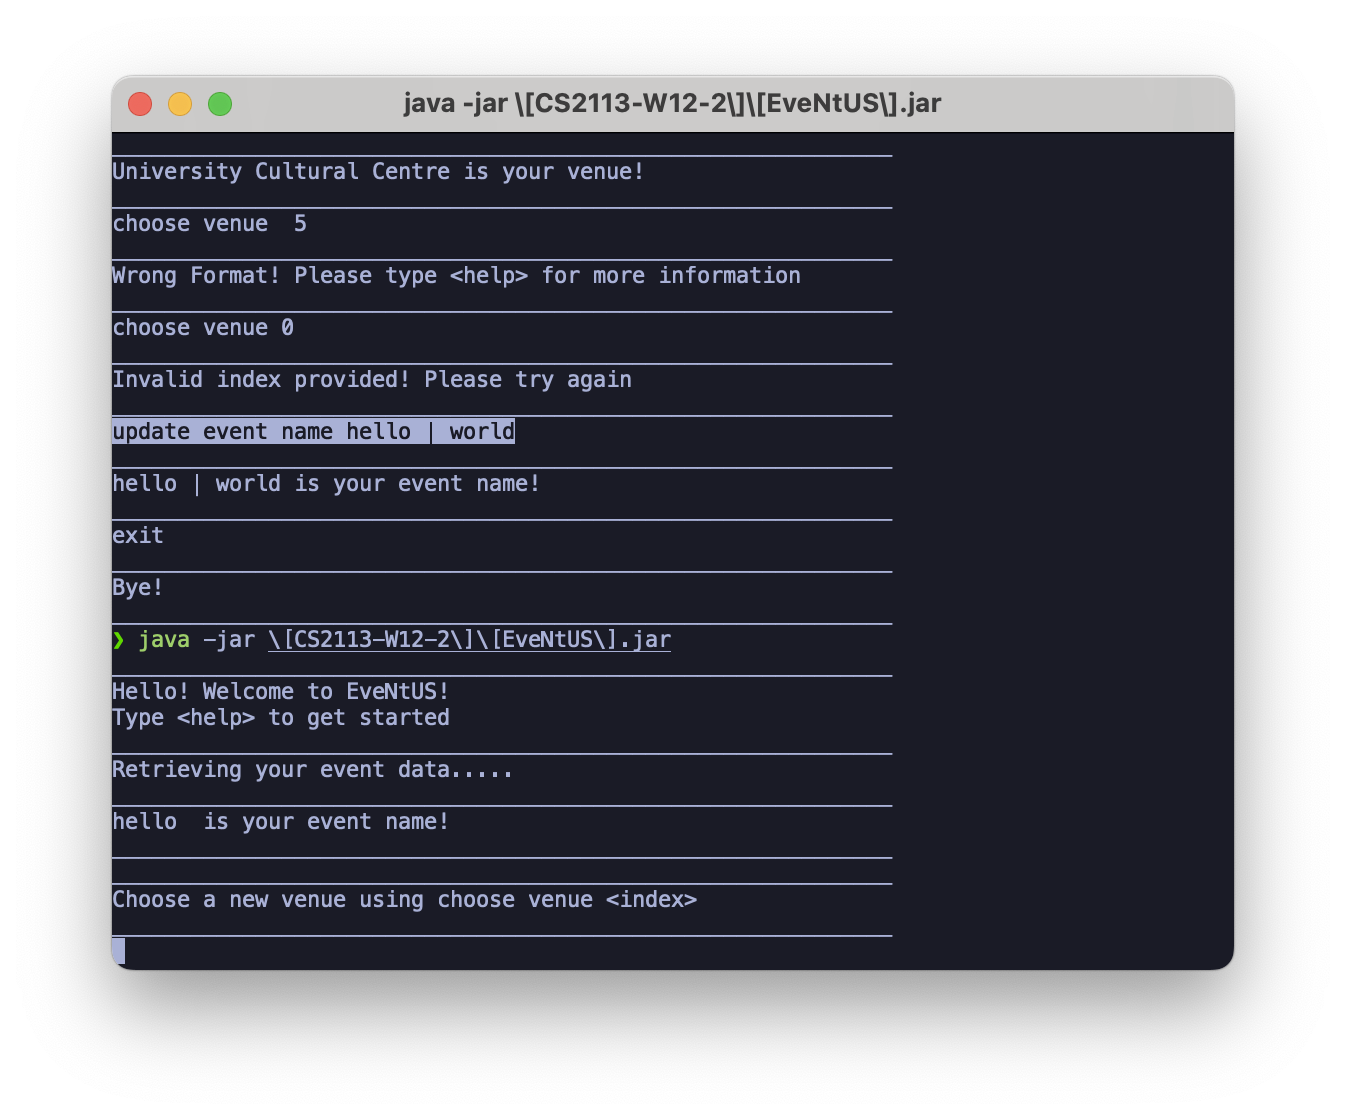 java -jar \[CS2113-W12-2\]\[EveNtUS\].jar
University Cultural Centre is your venue!
choose venue  5
Wrong Format! Please type <help> for more information
choose venue 0
Invalid index provided! Please try again
update event name hello | world
hello | world is your event name!
exit
Bye!
❯ java -jar \[CS2113-W12-2\]\[EveNtUS\].jar
Hello! Welcome to EveNtUS!
Type <help> to get started
Retrieving your event data.....
hello  is your event name!
Choose a new venue using choose venue <index>